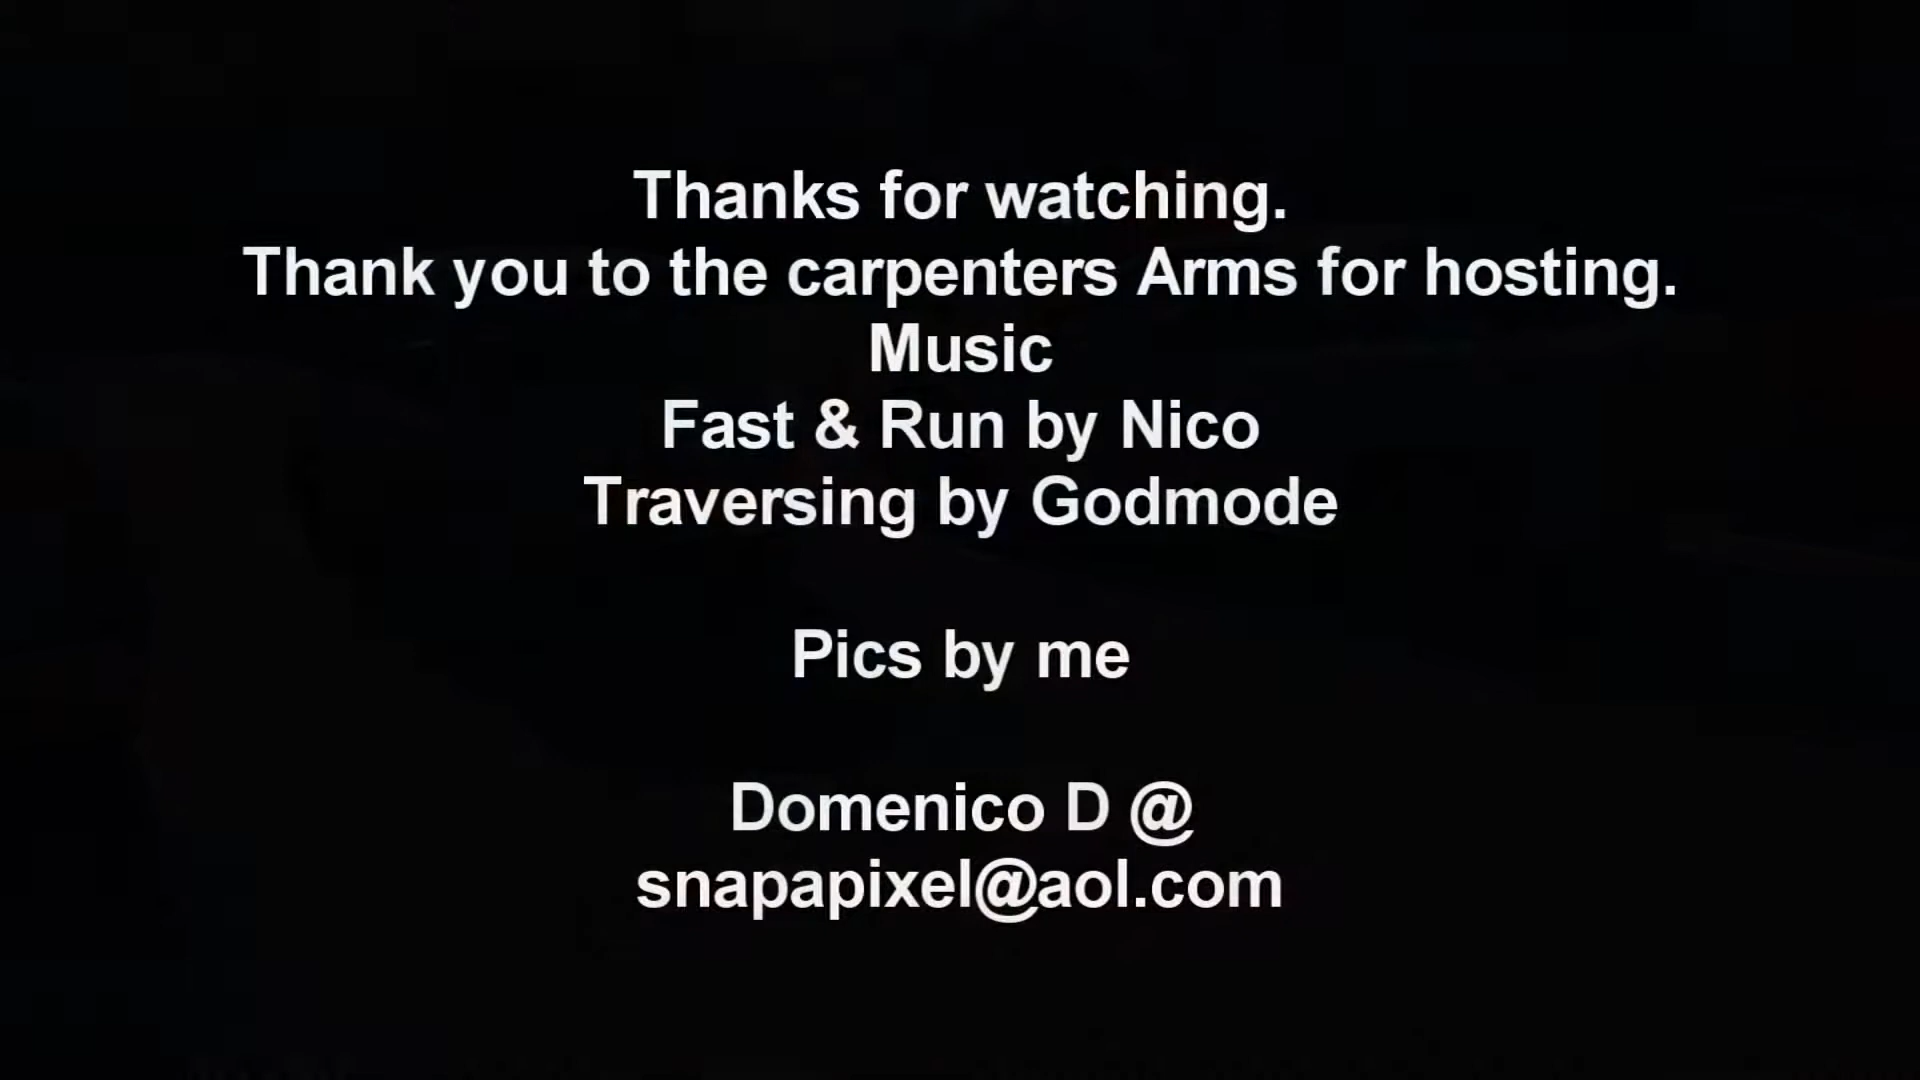 Thanks for watching.
Thank you to the carpenters Arms for hosting.
Music
Fast & Run by Nico
Traversing by Godmode
Pics by me
Domenico D @
snapapixel@aol.com